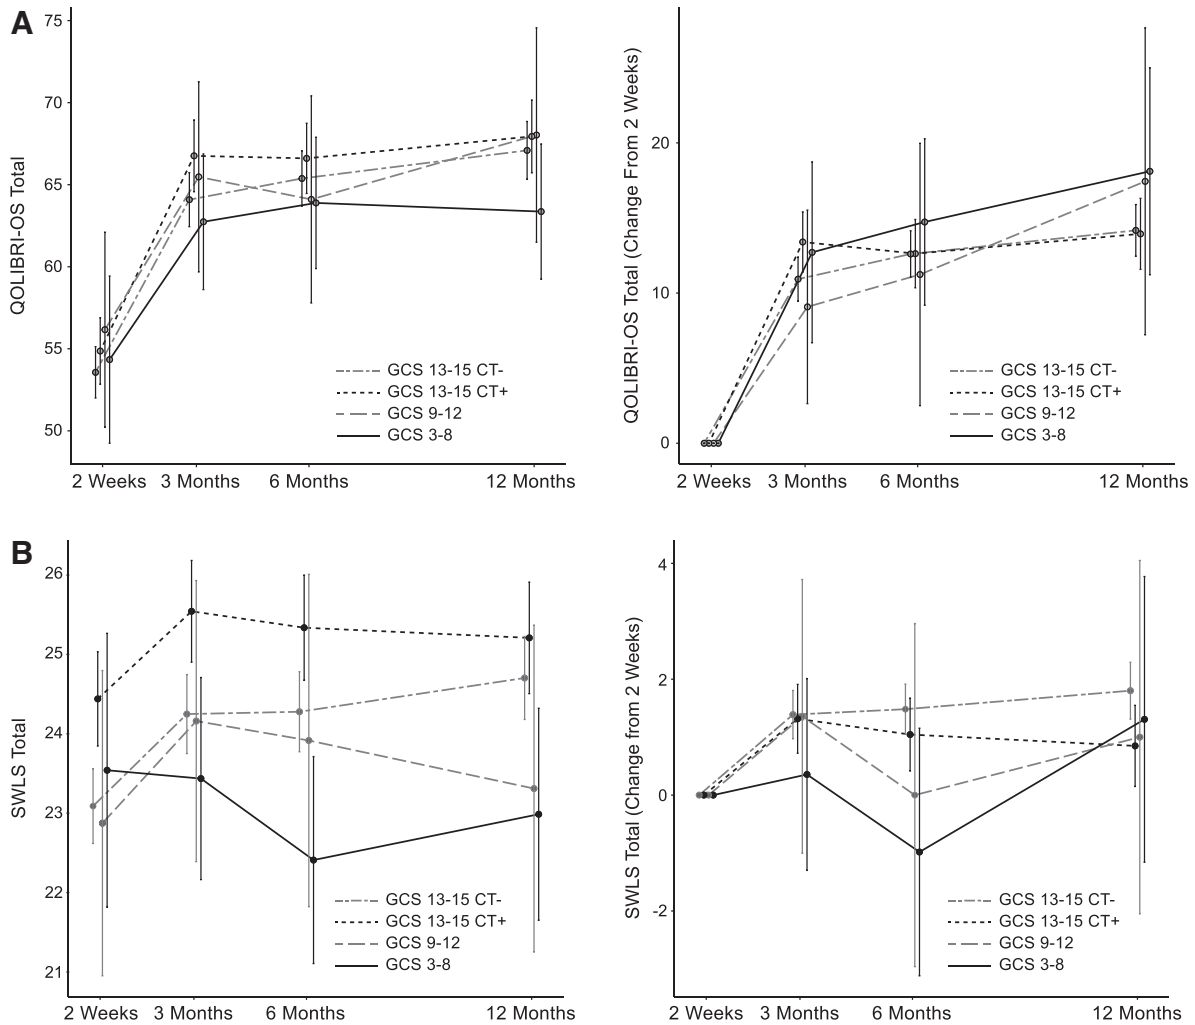 A
QOLIBRI-OS Total
75
70
65
60
55
50
2 Weeks 3 Months 6 Months 12 Months
GCS 13-15 CT-
GCS 13-15 CT+
GCS 9-12
GCS 3-8
QOLIBRI-OS Total (Change From 2 Weeks)
20
10
0
2 Weeks 3 Months 6 Months 12 Months
GCS 13-15 CT-
GCS 13-15 CT+
GCS 9-12
GCS 3-8
B
SWLS Total
26
25
24
23
22
21
2 Weeks 3 Months 6 Months 12 Months
GCS 13-15 CT-
GCS 13-15 CT+
GCS 9-12
GCS 3-8
SWLS Total (Change from 2 Weeks)
4
2
0
-2
2 Weeks 3 Months 6 Months 12 Months
GCS 13-15 CT-
GCS 13-15 CT+
GCS 9-12
GCS 3-8